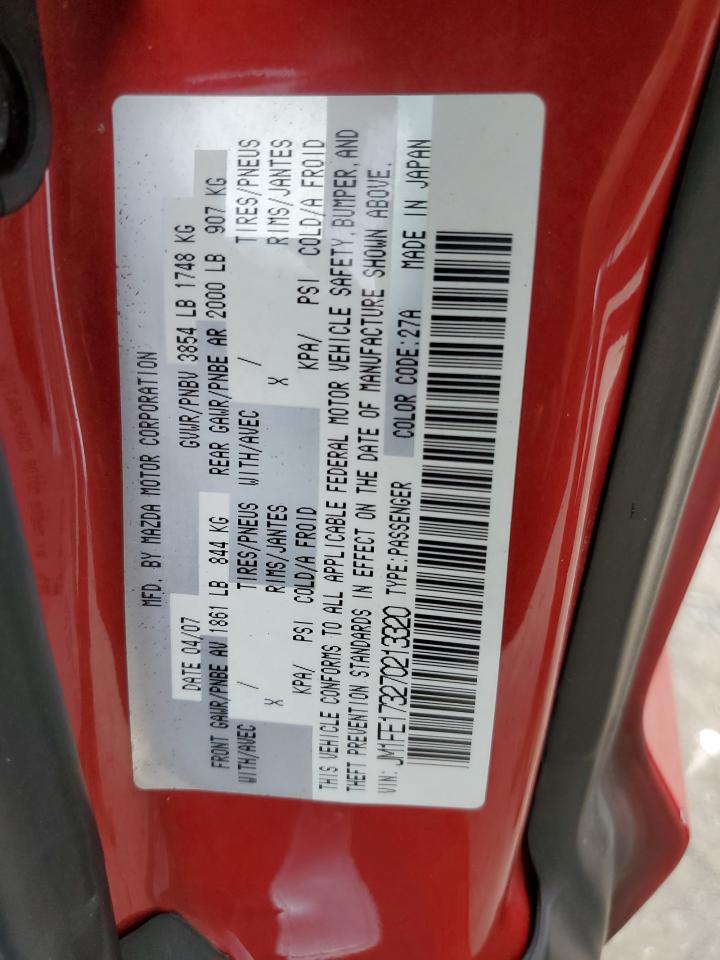 MFD. BY MAZDA MOTOR CORPORATION
DATE 04/07 GVWR/PNBV 3854 LB 1748 KG
FRONT GAWR/PNBE AV 1861 LB 844 KG REAR GAWR/PNBE AR 2000 LB 907 KG
WITH/AVEC / TIRES/PNEUS WITH/AVEC / TIRES/PNEUS
X RIMS/JANTES X RIMS/JANTES
KPA/ PSI COLD/A FROID KPA/ PSI COLD/A FROID
THIS VEHICLE CONFORMS TO ALL APPLICABLE FEDERAL MOTOR VEHICLE SAFETY, BUMPER, AND
THEFT PREVENTION STANDARDS IN EFFECT ON THE DATE OF MANUFACTURE SHOWN ABOVE.
VIN: JM1FE173270213320 TYPE:PASSENGER COLOR CODE:27A MADE IN JAPAN